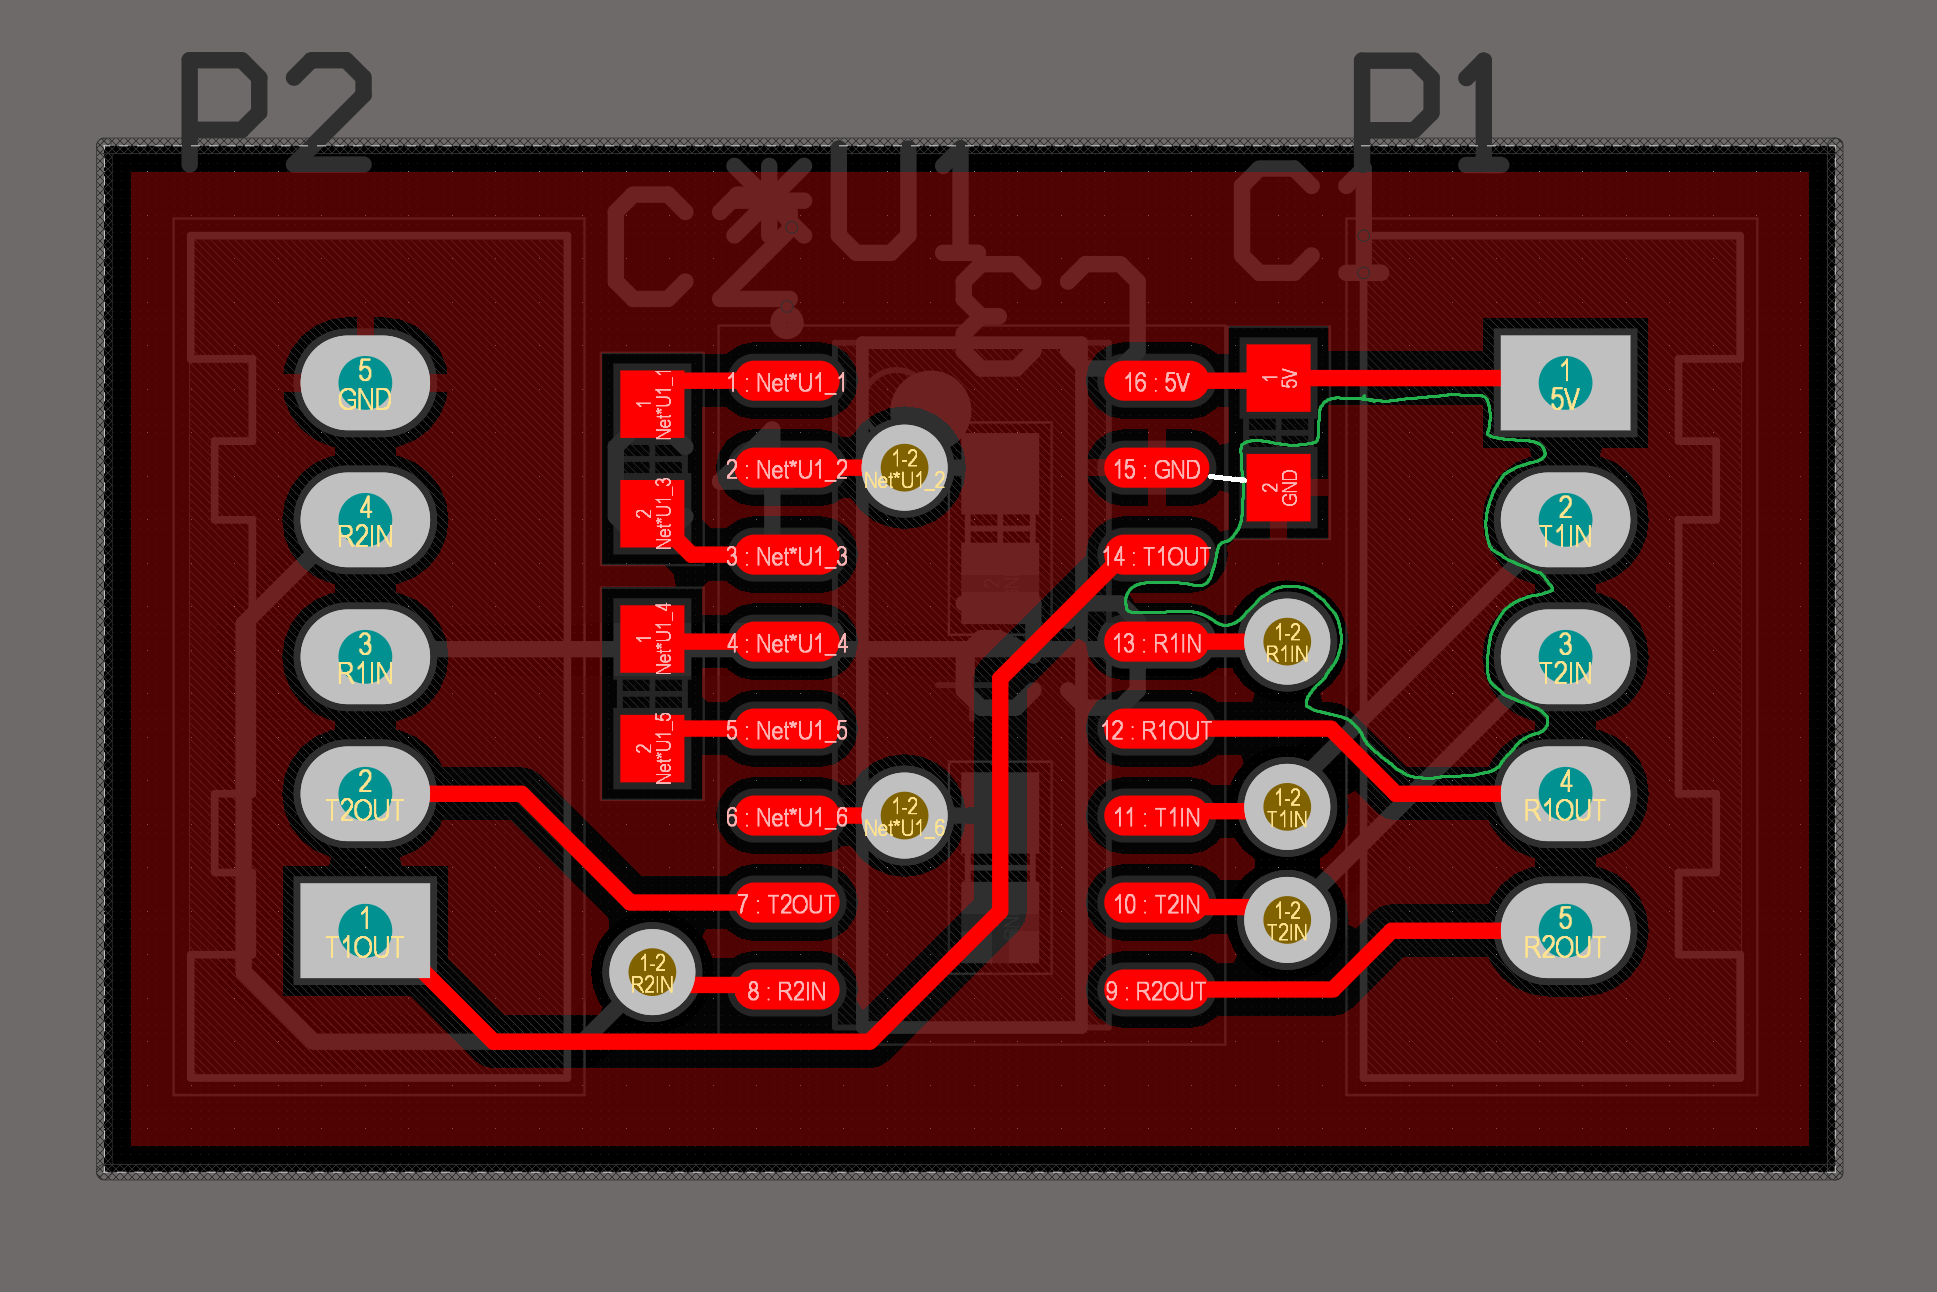 P2
P1
C2
*U1
C1
C3
5
GND
4
R2IN
3
R1IN
2
T2OUT
1
T1OUT
1
Net*U1_1
2
Net*U1_3
1
Net*U1_4
2
Net*U1_5
1 : Net*U1_1
2 : Net*U1_2
3 : Net*U1_3
4 : Net*U1_4
5 : Net*U1_5
6 : Net*U1_6
7 : T2OUT
8 : R2IN
1-2
Net*U1_2
1-2
Net*U1_6
1-2
R2IN
16 : 5V
15 : GND
14 : T1OUT
13 : R1IN
12 : R1OUT
11 : T1IN
10 : T2IN
9 : R2OUT
1
5V
2
GND
1-2
R1IN
1-2
T1IN
1-2
T2IN
1
5V
2
T1IN
3
T2IN
4
R1OUT
5
R2OUT